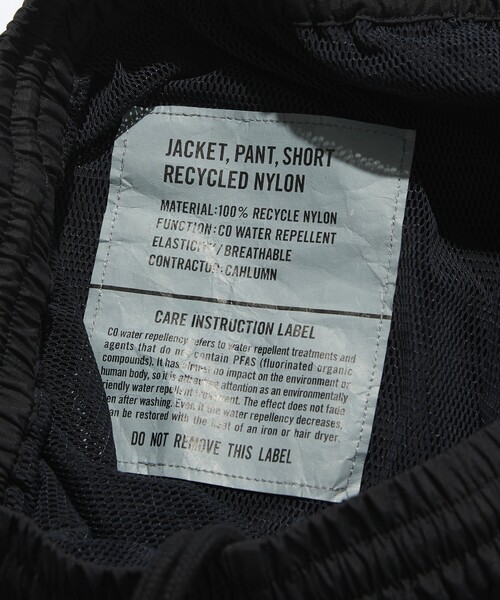 JACKET, PANT, SHORT
RECYCLED NYLON
MATERIAL:100% RECYCLE NYLON
FUNCTION:CO WATER REPELLENT
ELASTICITY/BREATHABLE
CONTRACTOR:CAHLUMN
CARE INSTRUCTION LABEL
CO water repellency refers to water repellent treatments and
agents that do not contain PFAS (fluorinated organic
compounds). It has almost no impact on the environment or
human body, so it is attracting attention as an environmentally
friendly water repellent treatment. The effect does not fade
even after washing. Even if the water repellency decreases,
can be restored with the heat of an iron or hair dryer.
DO NOT REMOVE THIS LABEL